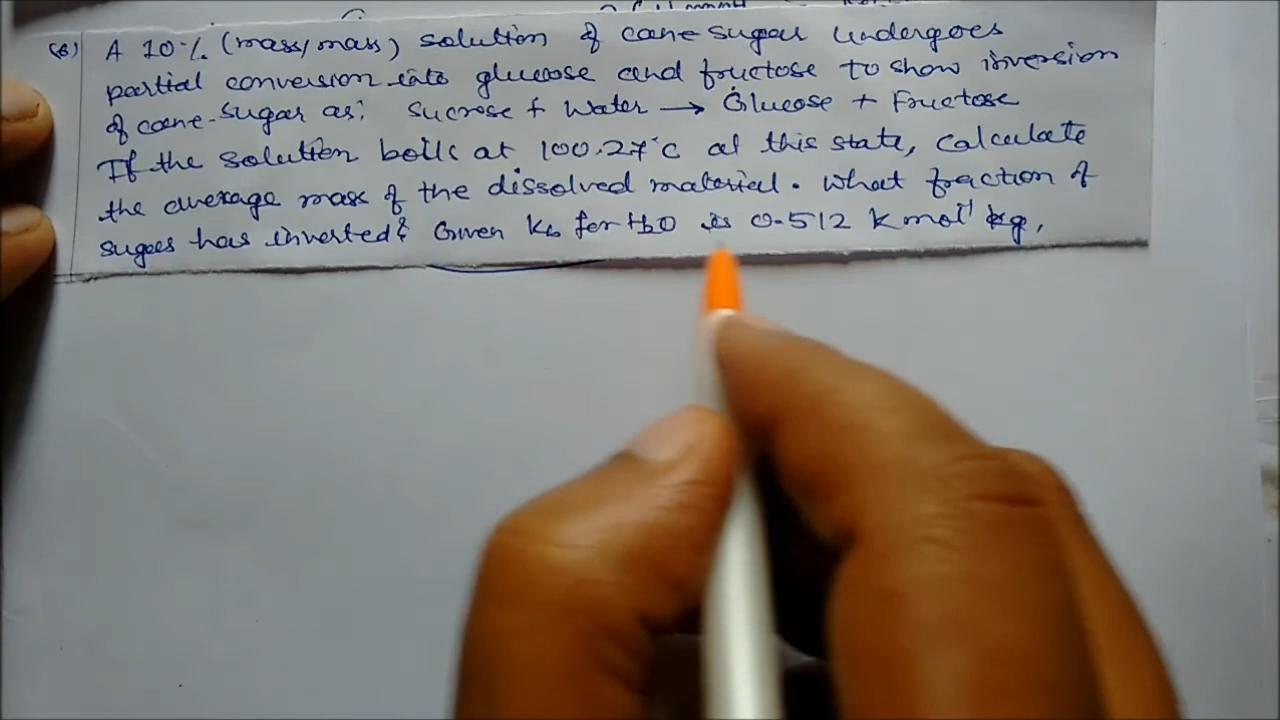 (6) A 10% (mass/mass) solution of cane sugar undergoes
partial conversion into glucose and fructose to show inversion
of cane-sugar as: Sucrose + Water → Glucose + Fructose
If the solution boils at 100.27°C at this state, calculate
the average mass of the dissolved material. What fraction of
sugar has inverted? Given Kb for H2O is 0.512 K mol⁻¹ kg,